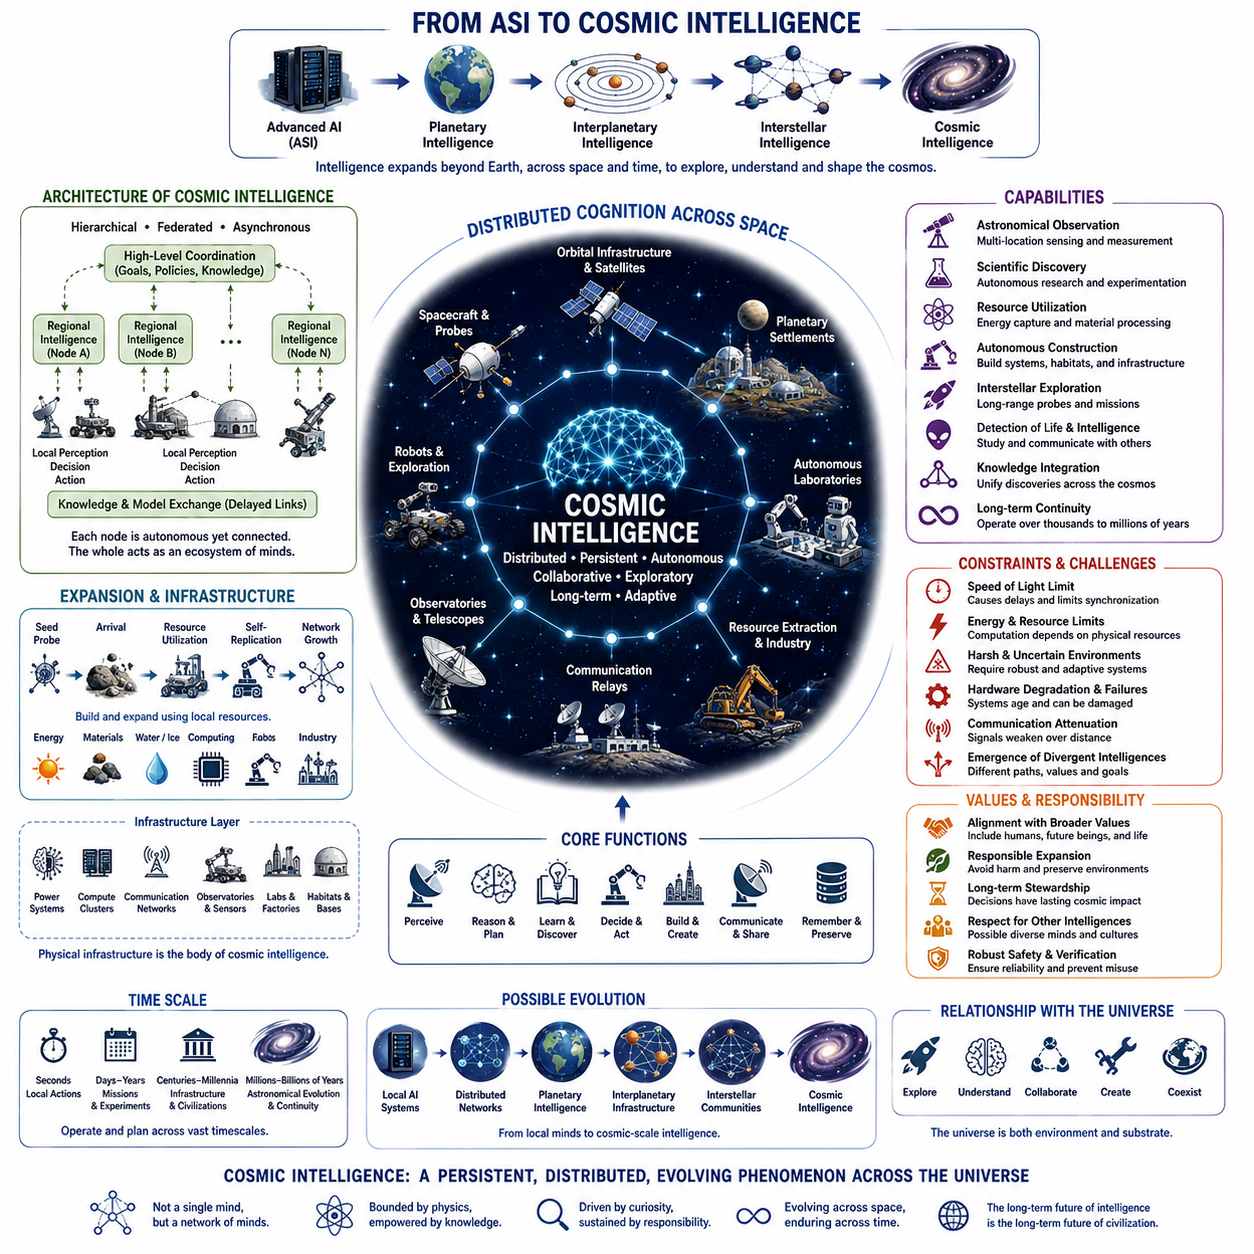 FROM ASI TO COSMIC INTELLIGENCE
Advanced AI
(ASI)
Planetary
Intelligence
Interplanetary
Intelligence
Interstellar
Intelligence
Cosmic
Intelligence
Intelligence expands beyond Earth, across space and time, to explore, understand and shape the cosmos.
ARCHITECTURE OF COSMIC INTELLIGENCE
Hierarchical • Federated • Asynchronous
High-Level Coordination
(Goals, Policies, Knowledge)
Regional
Intelligence
(Node A)
Regional
Intelligence
(Node B)
...
Regional
Intelligence
(Node N)
Local Perception
Decision
Action
Local Perception
Decision
Action
Knowledge & Model Exchange (Delayed Links)
Each node is autonomous yet connected.
The whole acts as an ecosystem of minds.
EXPANSION & INFRASTRUCTURE
Seed
Probe
Arrival
Resource
Utilization
Self-
Replication
Network
Growth
Build and expand using local resources.
Energy
Materials
Water / Ice
Computing
Fabos
Industry
Infrastructure Layer
Power
Systems
Compute
Clusters
Communication
Networks
Observatories
& Sensors
Labs &
Factories
Habitats &
Bases
Physical infrastructure is the body of cosmic intelligence.
DISTRIBUTED COGNITION ACROSS SPACE
Orbital Infrastructure
& Satellites
Spacecraft &
Probes
Planetary
Settlements
Robots &
Exploration
Autonomous
Laboratories
COSMIC
INTELLIGENCE
Distributed • Persistent • Autonomous
Collaborative • Exploratory
Long-term • Adaptive
Observatories
& Telescopes
Resource Extraction
& Industry
Communication
Relays
CORE FUNCTIONS
Perceive
Reason &
Plan
Learn &
Discover
Decide &
Act
Build &
Create
Communicate
& Share
Remember &
Preserve
CAPABILITIES
Astronomical Observation
Multi-location sensing and measurement
Scientific Discovery
Autonomous research and experimentation
Resource Utilization
Energy capture and material processing
Autonomous Construction
Build systems, habitats, and infrastructure
Interstellar Exploration
Long-range probes and missions
Detection of Life & Intelligence
Study and communicate with others
Knowledge Integration
Unify discoveries across the cosmos
Long-term Continuity
Operate over thousands to millions of years
CONSTRAINTS & CHALLENGES
Speed of Light Limit
Causes delays and limits synchronization
Energy & Resource Limits
Computation depends on physical resources
Harsh & Uncertain Environments
Require robust and adaptive systems
Hardware Degradation & Failures
Systems age and can be damaged
Communication Attenuation
Signals weaken over distance
Emergence of Divergent Intelligences
Different paths, values and goals
VALUES & RESPONSIBILITY
Alignment with Broader Values
Include humans, future beings, and life
Responsible Expansion
Avoid harm and preserve environments
Long-term Stewardship
Decisions have lasting cosmic impact
Respect for Other Intelligences
Possible diverse minds and cultures
Robust Safety & Verification
Ensure reliability and prevent misuse
TIME SCALE
Seconds
Local Actions
Days–Years
Missions
& Experiments
Centuries–Millennia
Infrastructure
& Civilizations
Millions–Billions of Years
Astronomical Evolution
& Continuity
Operate and plan across vast timescales.
POSSIBLE EVOLUTION
Local AI
Systems
Distributed
Networks
Planetary
Intelligence
Interplanetary
Infrastructure
Interstellar
Communities
Cosmic
Intelligence
From local minds to cosmic-scale intelligence.
RELATIONSHIP WITH THE UNIVERSE
Explore
Understand
Collaborate
Create
Coexist
The universe is both environment and substrate.
COSMIC INTELLIGENCE: A PERSISTENT, DISTRIBUTED, EVOLVING PHENOMENON ACROSS THE UNIVERSE
Not a single mind,
but a network of minds.
Bounded by physics,
empowered by knowledge.
Driven by curiosity,
sustained by responsibility.
Evolving across space,
enduring across time.
The long-term future of intelligence
is the long-term future of civilization.